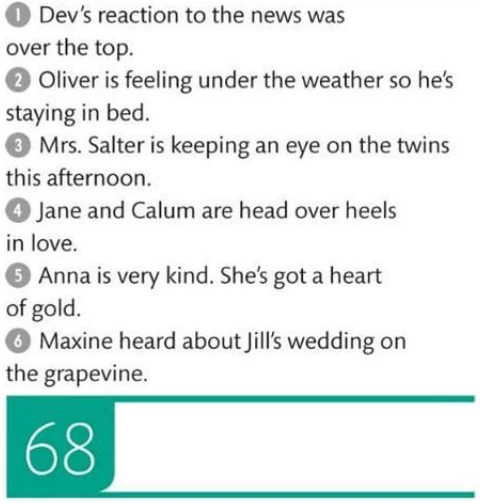 1 Dev's reaction to the news was
over the top.
2 Oliver is feeling under the weather so he's
staying in bed.
3 Mrs. Salter is keeping an eye on the twins
this afternoon.
4 Jane and Calum are head over heels
in love.
5 Anna is very kind. She's got a heart
of gold.
6 Maxine heard about Jill's wedding on
the grapevine.
68